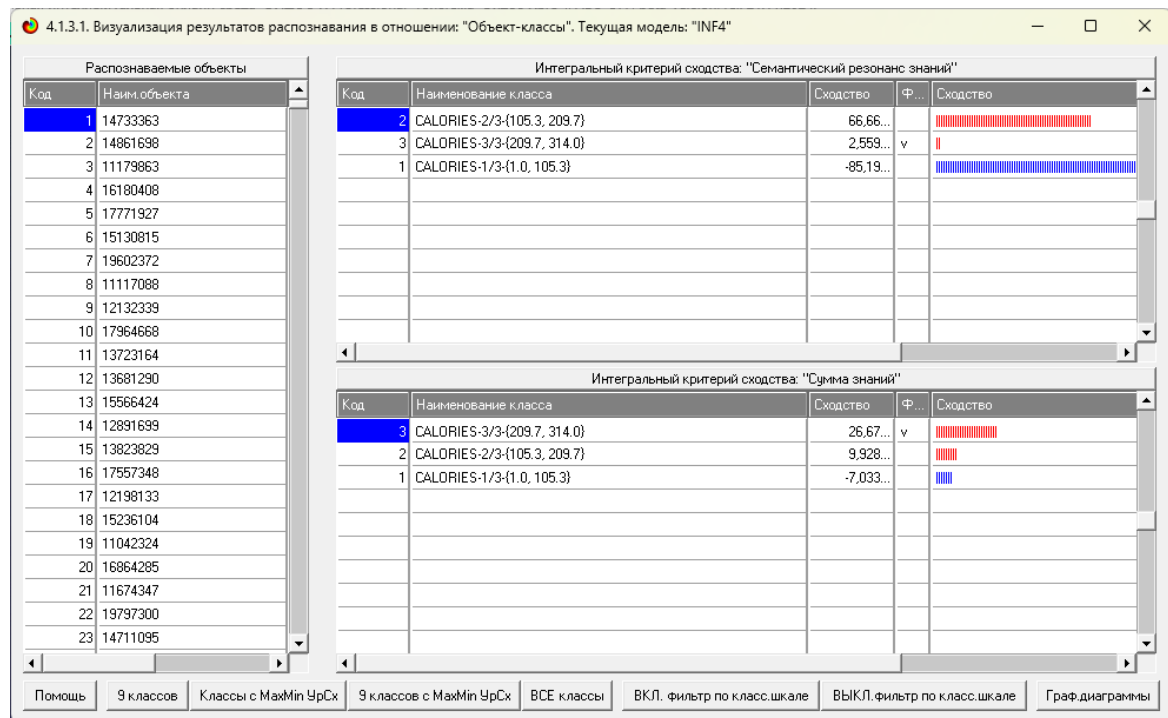 4.1.3.1. Визуализация результатов распознавания в отношении: "Объект-классы". Текущая модель: "INF4"
Распознаваемые объекты
Код Наим.объекта
1 14733363
2 14861698
3 11179863
4 16180408
5 17771927
6 15130815
7 19602372
8 11117088
9 12132339
10 17964668
11 13723164
12 13681290
13 15566424
14 12891699
15 13823829
16 17557348
17 12198133
18 15236104
19 11042324
20 16864285
21 11674347
22 19797300
23 14711095
Интегральный критерий сходства: "Семантический резонанс знаний"
Код Наименование класса Сходство Ф... Сходство
2 CALORIES-2/3-{105.3, 209.7} 66,66...
3 CALORIES-3/3-{209.7, 314.0} 2,559... v
1 CALORIES-1/3-{1.0, 105.3} -85,19...
Интегральный критерий сходства: "Сумма знаний"
Код Наименование класса Сходство Ф... Сходство
3 CALORIES-3/3-{209.7, 314.0} 26,67... v
2 CALORIES-2/3-{105.3, 209.7} 9,928...
1 CALORIES-1/3-{1.0, 105.3} -7,033...
Помощь 9 классов Классы с MaxMin УрСх 9 классов с MaxMin УрСх ВСЕ классы ВКЛ. фильтр по класс.шкале ВЫКЛ.фильтр по класс.шкале Граф.диаграммы